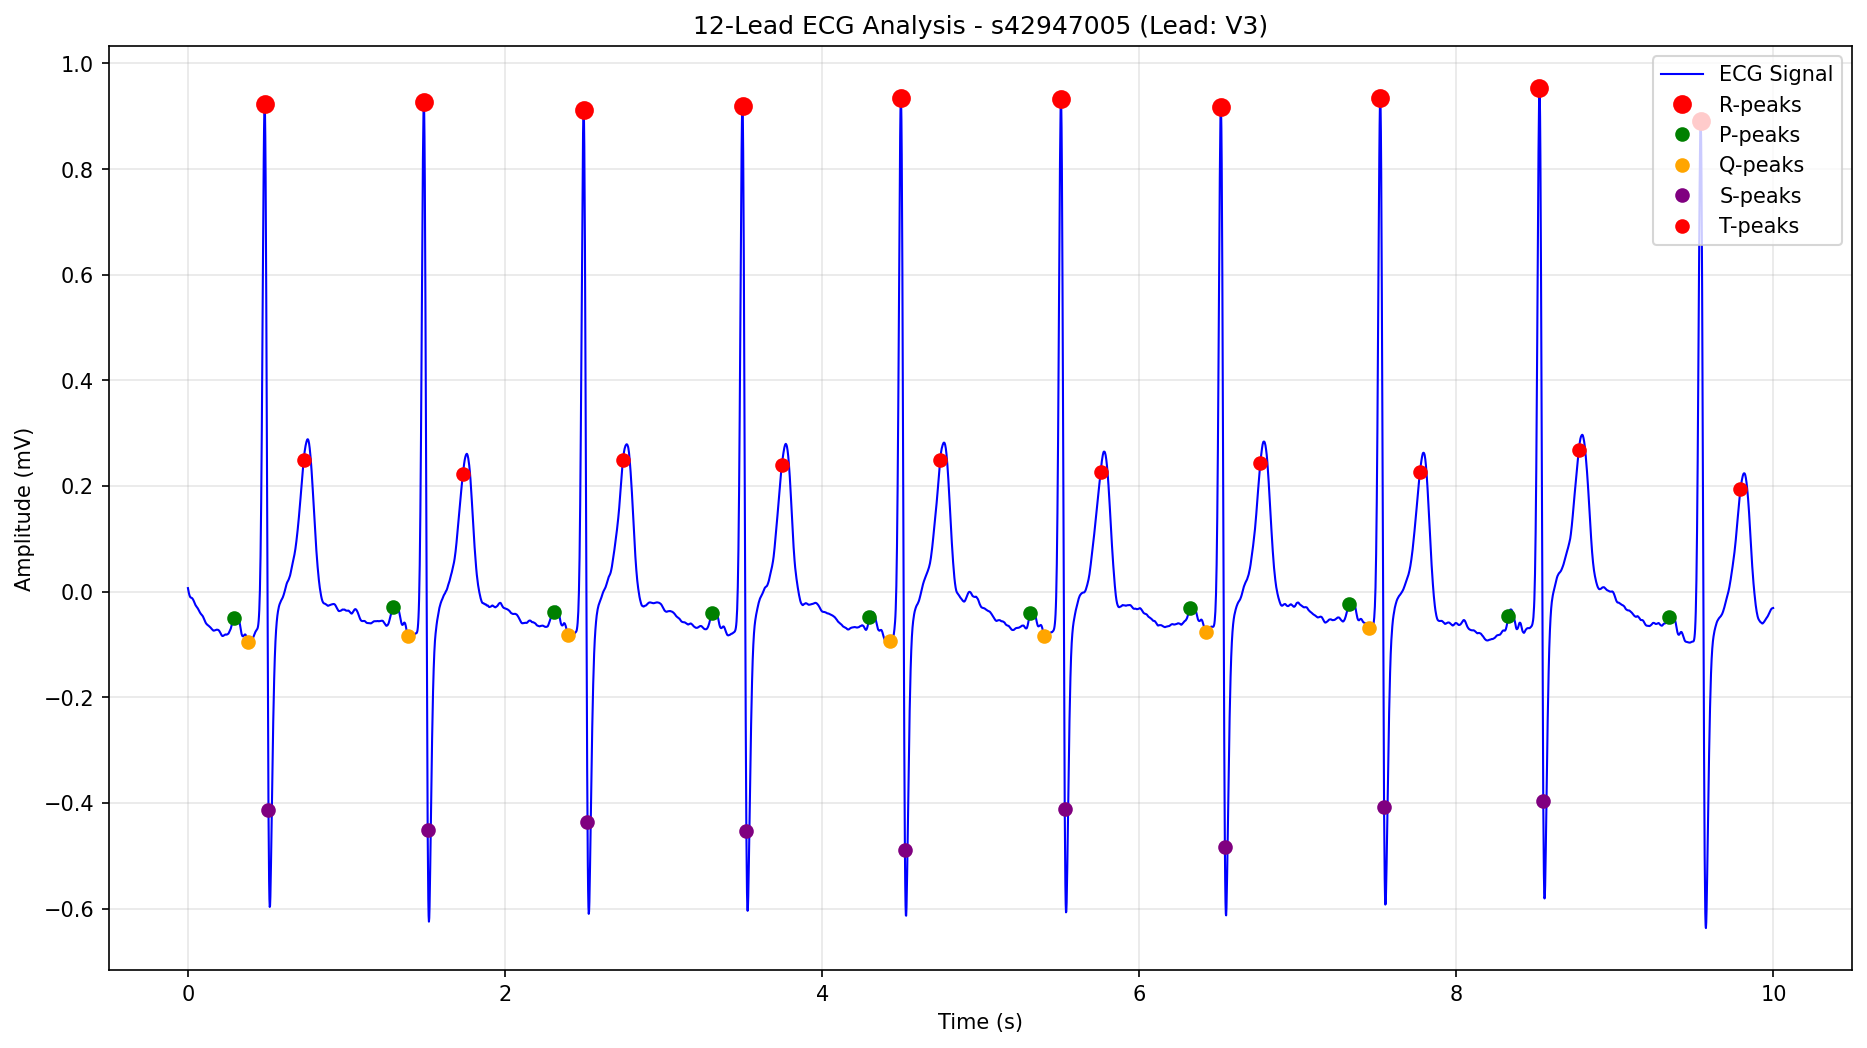 12-Lead ECG Analysis - s42947005 (Lead: V3)
1.0
0.8
0.6
0.4
0.2
0.0
−0.2
−0.4
−0.6
Amplitude (mV)
ECG Signal
R-peaks
P-peaks
Q-peaks
S-peaks
T-peaks
0 2 4 6 8 10
Time (s)